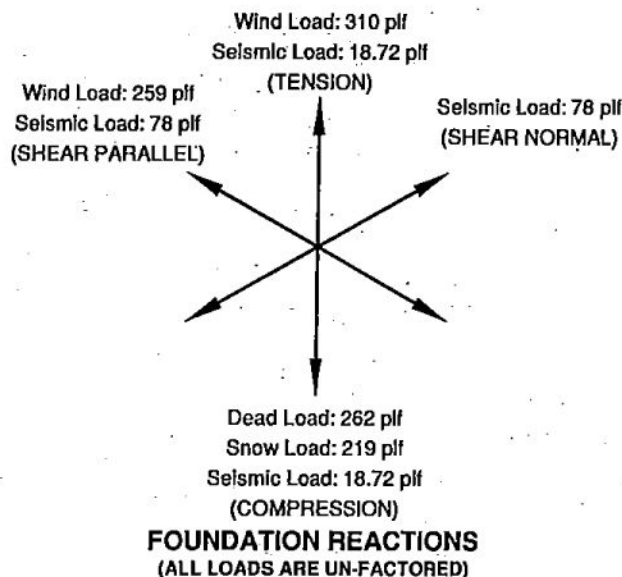 Wind Load: 310 plf
Seismic Load: 18.72 plf
(TENSION)
Wind Load: 259 plf
Seismic Load: 78 plf
(SHEAR PARALLEL)
Seismic Load: 78 plf
(SHEAR NORMAL)
Dead Load: 262 plf
Snow Load: 219 plf
Seismic Load: 18.72 plf
(COMPRESSION)
FOUNDATION REACTIONS
(ALL LOADS ARE UN-FACTORED)